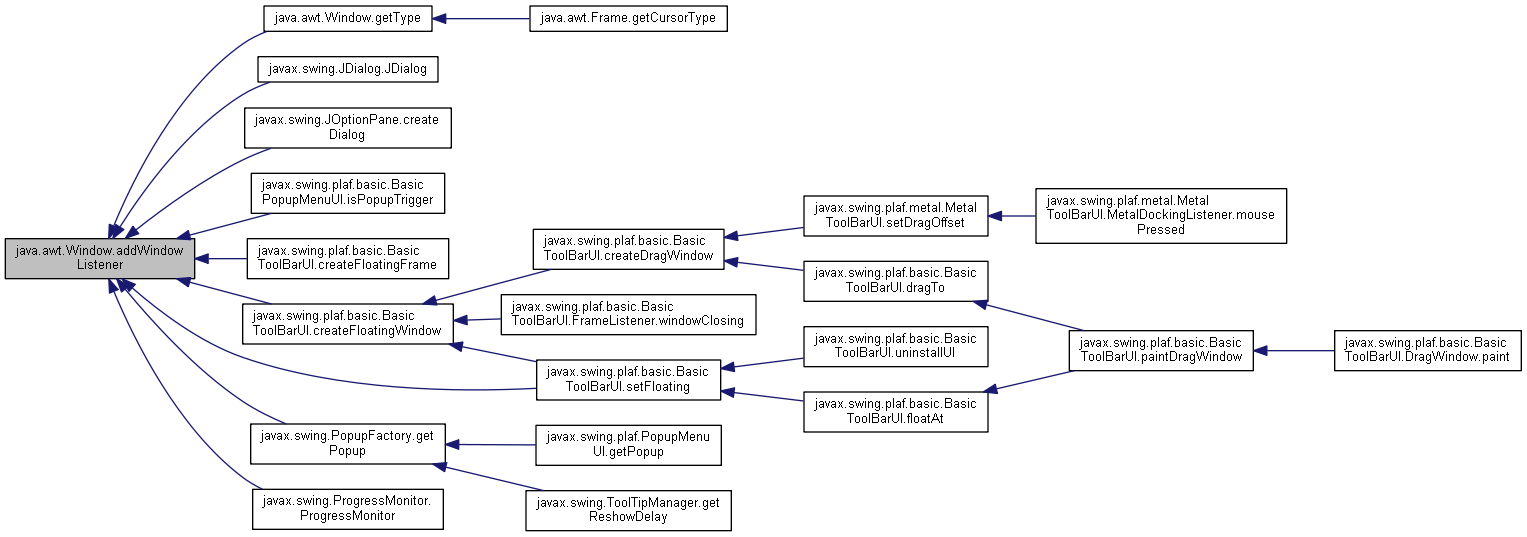 java.awt.Window.getType
java.awt.Frame.getCursorType
javax.swing.JDialog.JDialog
javax.swing.JOptionPane.create
Dialog
javax.swing.plaf.basic.Basic
PopupMenuUI.isPopupTrigger
java.awt.Window.addWindow
Listener
javax.swing.plaf.basic.Basic
ToolBarUI.createFloatingFrame
javax.swing.plaf.basic.Basic
ToolBarUI.createFloatingWindow
javax.swing.plaf.basic.Basic
ToolBarUI.createDragWindow
javax.swing.plaf.metal.Metal
ToolBarUI.setDragOffset
javax.swing.plaf.metal.Metal
ToolBarUI.MetalDockingListener.mouse
Pressed
javax.swing.plaf.basic.Basic
ToolBarUI.dragTo
javax.swing.plaf.basic.Basic
ToolBarUI.FrameListener.windowClosing
javax.swing.plaf.basic.Basic
ToolBarUI.uninstallUI
javax.swing.plaf.basic.Basic
ToolBarUI.paintDragWindow
javax.swing.plaf.basic.Basic
ToolBarUI.DragWindow.paint
javax.swing.plaf.basic.Basic
ToolBarUI.setFloating
javax.swing.plaf.basic.Basic
ToolBarUI.floatAt
javax.swing.PopupFactory.get
Popup
javax.swing.plaf.PopupMenu
UI.getPopup
javax.swing.ProgressMonitor.
ProgressMonitor
javax.swing.ToolTipManager.get
ReshowDelay